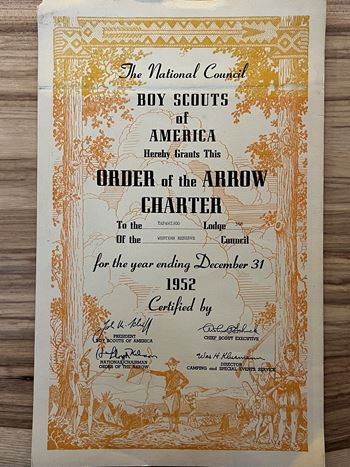 The National Council
BOY SCOUTS
of
AMERICA
Hereby Grants This
ORDER of the ARROW
CHARTER
To the Lodge
Of the WESTERN RESERVE Council
for the year ending December 31
1952
Certified by
PRESIDENT
BOY SCOUTS OF AMERICA
CHIEF SCOUT EXECUTIVE
NATIONAL CHAIRMAN
ORDER OF THE ARROW
DIRECTOR
CAMPING and SPECIAL EVENTS SERVICE